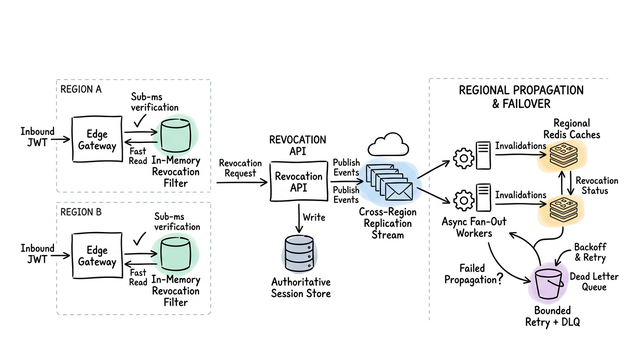 REGION A
Sub-ms
verification
Inbound
JWT
Edge
Gateway
Fast
Read
In-Memory
Revocation
Filter
REGION B
Sub-ms
verification
Inbound
JWT
Edge
Gateway
Fast
Read
In-Memory
Revocation
Filter
Revocation
Request
REVOCATION
API
Revocation
API
Write
Authoritative
Session Store
Publish
Events
Publish
Events
Cross-Region
Replication
Stream
REGIONAL PROPAGATION
& FAILOVER
Regional
Redis Caches
Invalidations
Revocation
Status
Invalidations
Async Fan-Out
Workers
Failed
Propagation?
Backoff
& Retry
Dead Letter
Queue
Bounded
Retry + DLQ